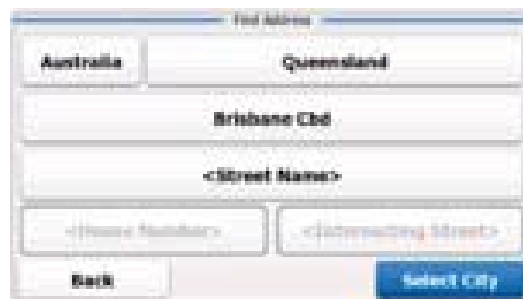 Find Address
Australia Queensland
Brisbane Cbd
<Street Name>
<House Number> <Intersecting Street>
Back Select City